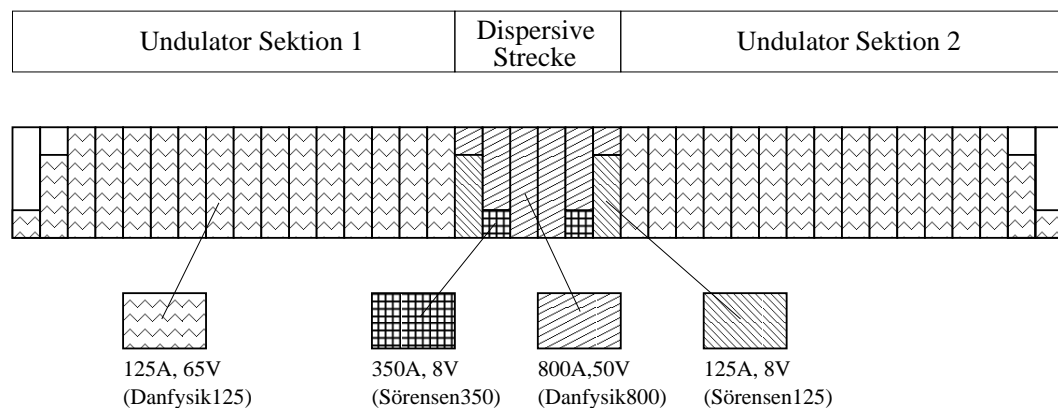 Undulator Sektion 1
Dispersive
Strecke
Undulator Sektion 2
125A, 65V
(Danfysik125)
350A, 8V
(Sörensen350)
800A,50V
(Danfysik800)
125A, 8V
(Sörensen125)